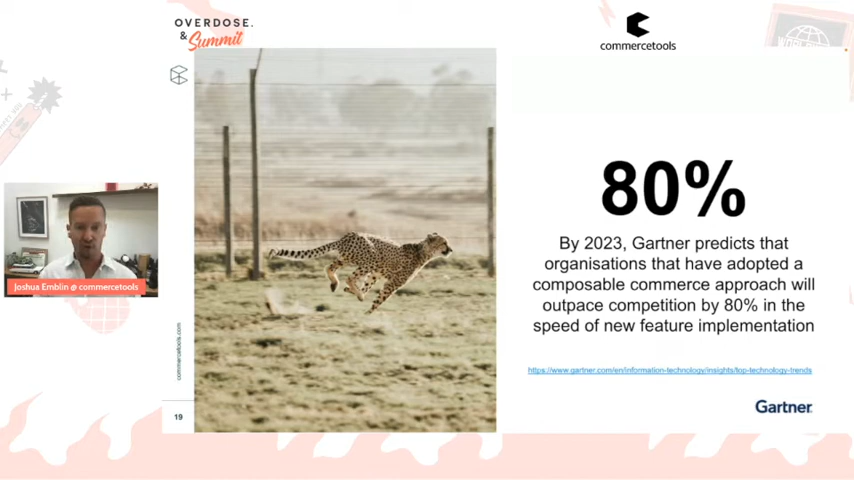 OVERDOSE.
& Summit
commercetools
80%
By 2023, Gartner predicts that
organisations that have adopted a
composable commerce approach will
outpace competition by 80% in the
speed of new feature implementation
https://www.gartner.com/en/information-technology/insights/top-technology-trends
Gartner
Joshua Emblin @ commercetools
commercetools.com
19